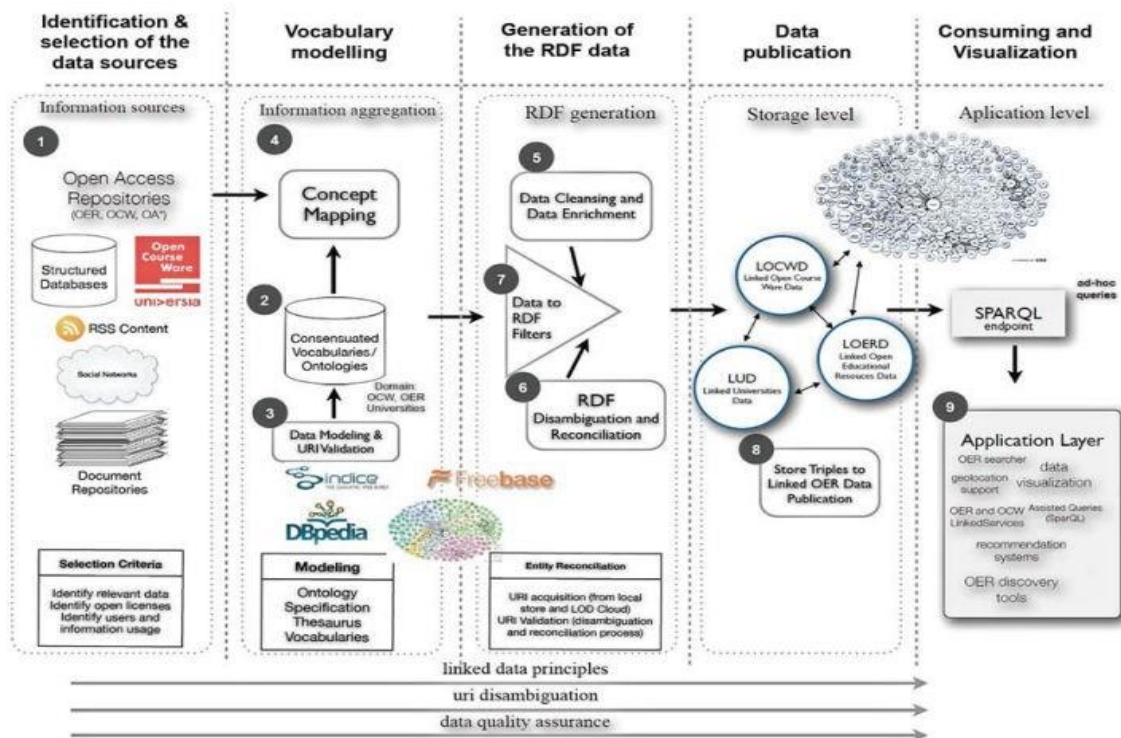 Identification &
selection of the
data sources
Vocabulary
modelling
Generation of
the RDF data
Data
publication
Consuming and
Visualization
Information sources
1
Open Access
Repositories
(OER, OCW, OA*)
Structured
Databases
Open
Course
Ware
universia
RSS Content
Social Networks
Document
Repositories
Selection Criteria
Identify relevant data
Identify open licenses
Identify users and
information usage
Information aggregation
4
Concept
Mapping
2
Consensuated
Vocabularies/
Ontologies
Domain:
OCW, OER
Universities
3
Data Modeling &
URI Validation
indice
Freebase
DBpedia
Modeling
Ontology
Specification
Thesaurus
Vocabularies
RDF generation
5
Data Cleansing and
Data Enrichment
7
Data to
RDF
Filters
6
RDF
Disambiguation and
Reconciliation
Entity Reconciliation
URI acquisition (from local
store and LOD Cloud)
URI Validation (disambiguation
and reconciliation process)
Storage level
LOCWD
Linked Open Course
Ware Data
LOERD
Linked Open
Educational
Resouces Data
LUD
Linked Universities
Data
8
Store Triples to
Linked OER Data
Publication
Aplication level
ad-hoc
queries
SPARQL
endpoint
9
Application Layer
OER searcher
geolocation
support
data
visualization
OER and OCW
LinkedServices
Assisted Queries
(SparQL)
recommendation
systems
OER discovery
tools
linked data principles
uri disambiguation
data quality assurance